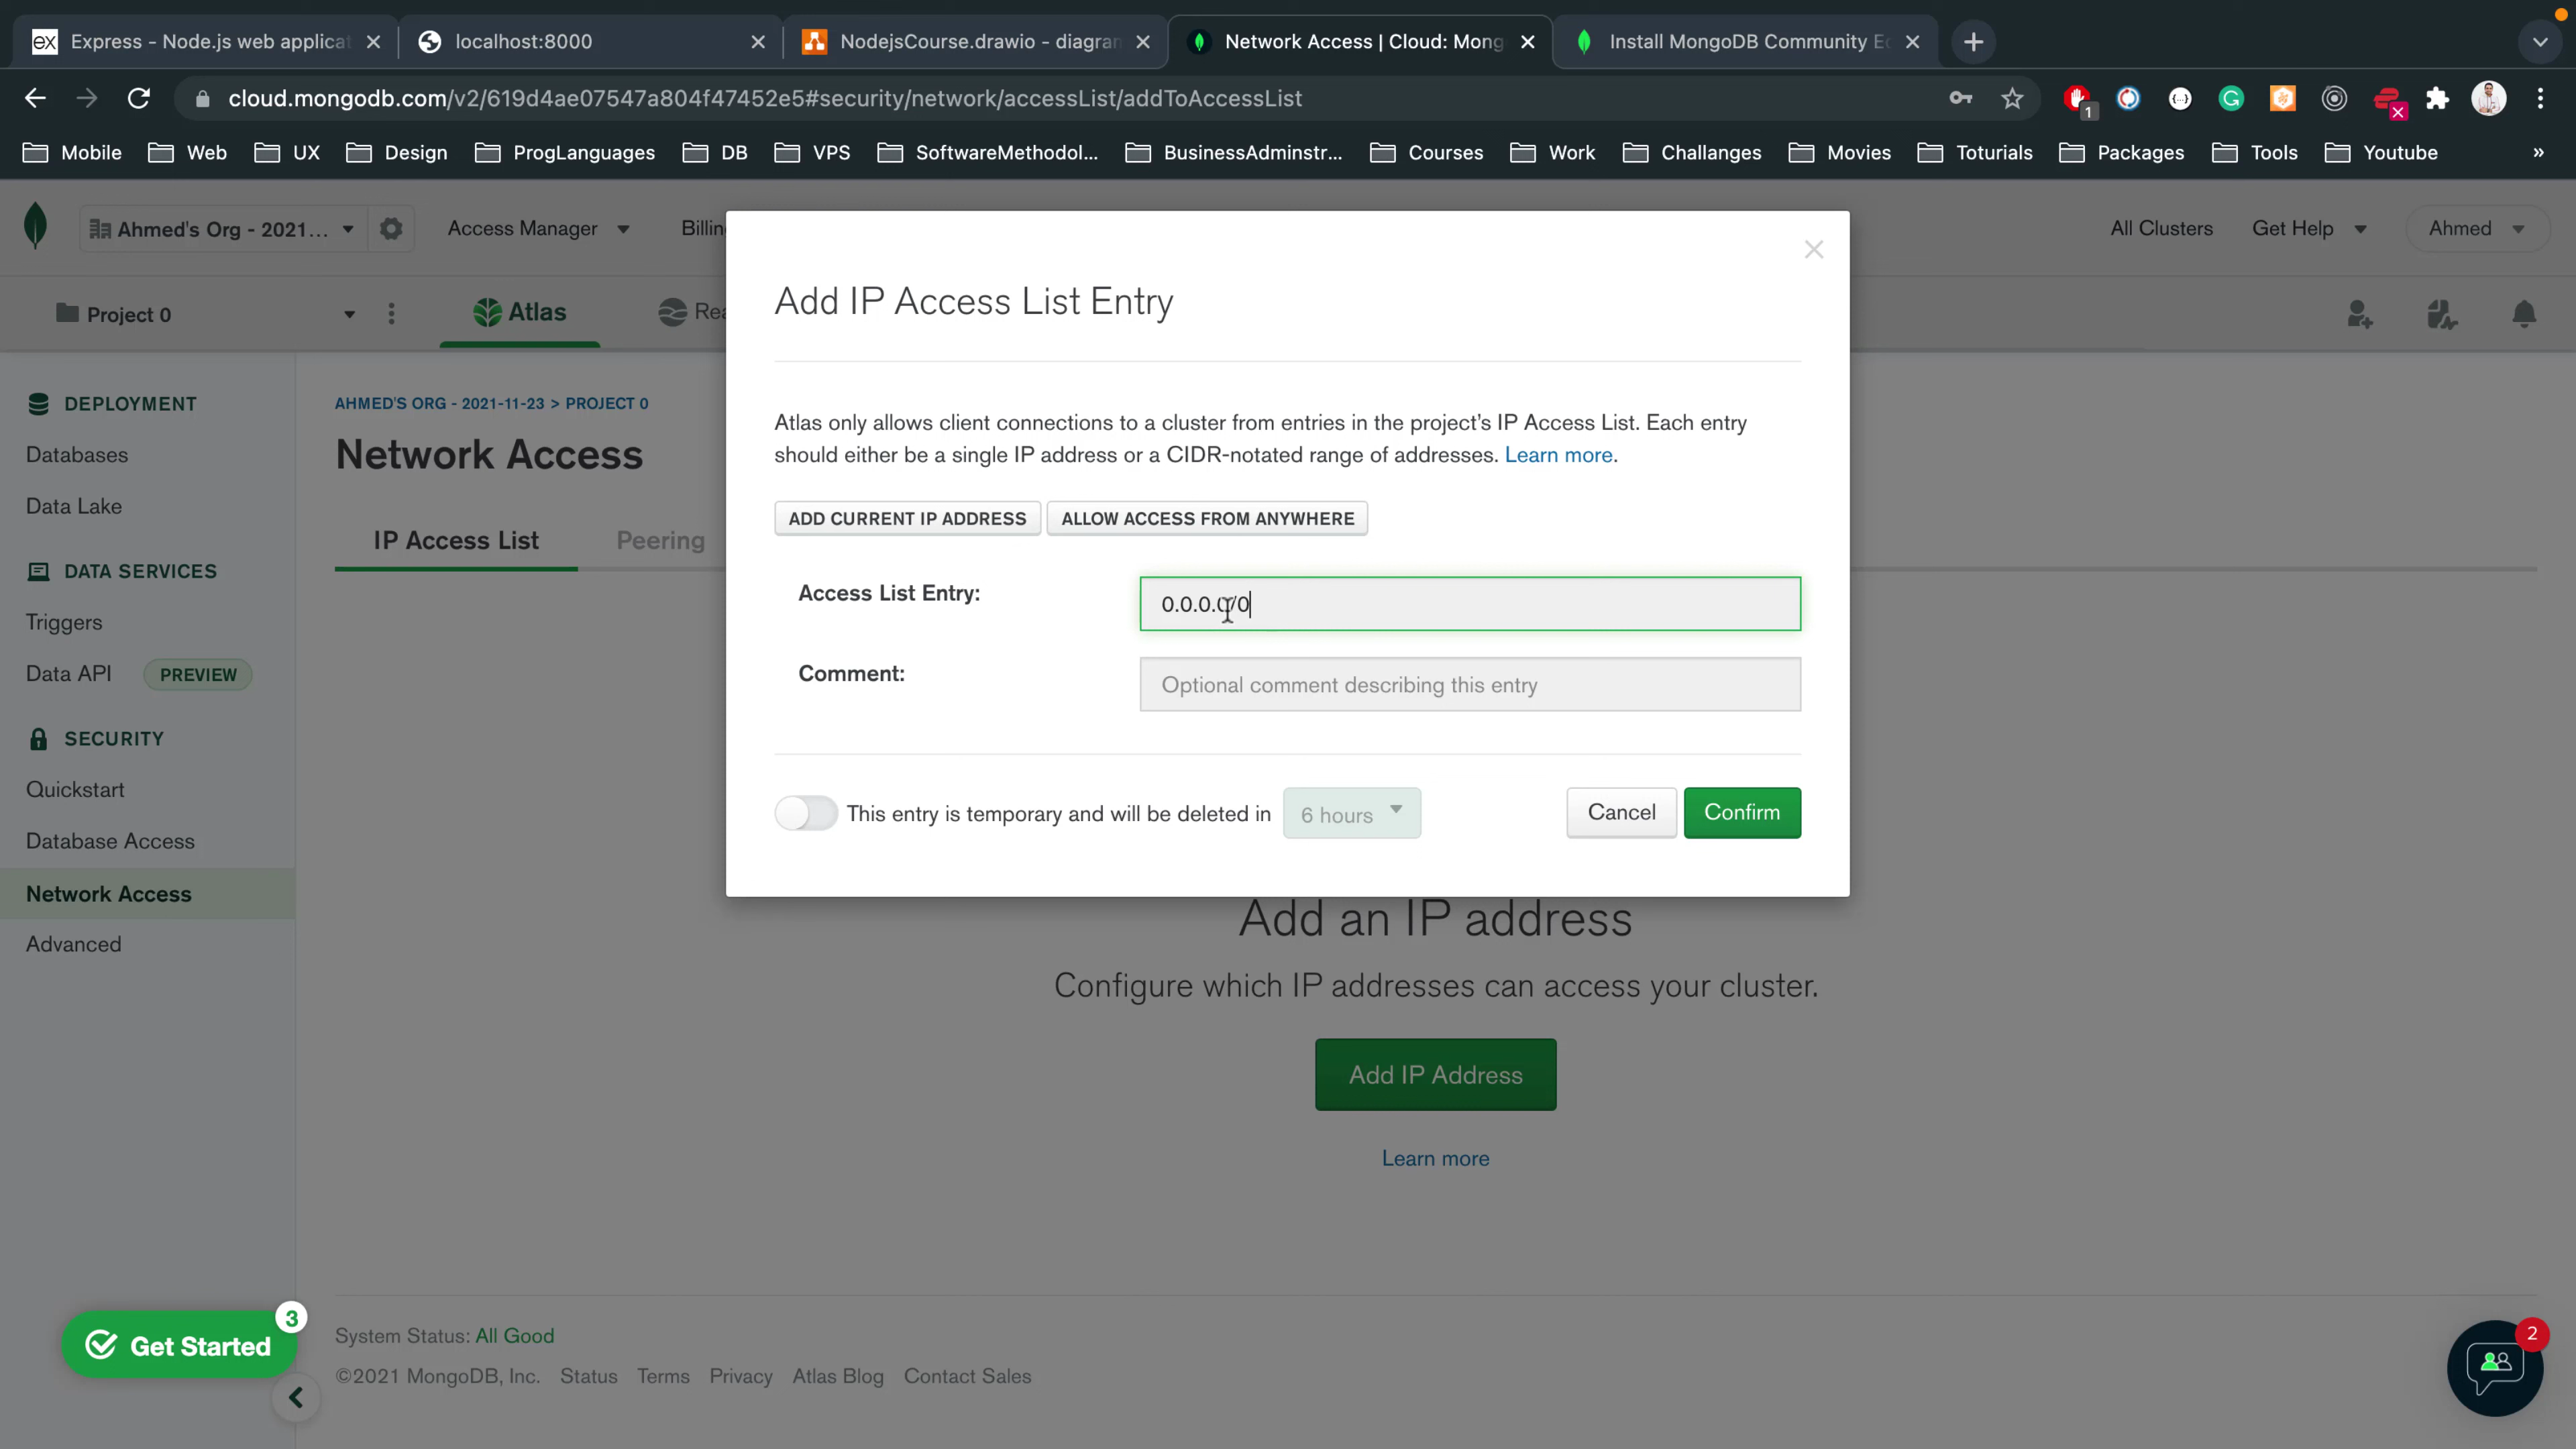 Express - Node.js web applicat
localhost:8000
NodejsCourse.drawio - diagram
Network Access | Cloud: Mong
Install MongoDB Community Ec
cloud.mongodb.com/v2/619d4ae07547a804f47452e5#security/network/accessList/addToAccessList
1
Mobile
Web
UX
Design
ProgLanguages
DB
VPS
SoftwareMethodol...
BusinessAdminstr...
Courses
Work
Challanges
Movies
Toturials
Packages
Tools
Youtube
»
Ahmed's Org - 2021...
Access Manager
Billin
All Clusters
Get Help
Ahmed
Project 0
Atlas
Rea
DEPLOYMENT
Databases
Data Lake
DATA SERVICES
Triggers
Data API PREVIEW
SECURITY
Quickstart
Database Access
Network Access
Advanced
AHMED'S ORG - 2021-11-23 > PROJECT 0
Network Access
IP Access List
Peering
Add IP Access List Entry
Atlas only allows client connections to a cluster from entries in the project's IP Access List. Each entry
should either be a single IP address or a CIDR-notated range of addresses. Learn more.
ADD CURRENT IP ADDRESS
ALLOW ACCESS FROM ANYWHERE
Access List Entry:
0.0.0.0/0
Comment:
Optional comment describing this entry
This entry is temporary and will be deleted in
6 hours
Cancel
Confirm
Add an IP address
Configure which IP addresses can access your cluster.
Add IP Address
Learn more
Get Started
3
System Status: All Good
©2021 MongoDB, Inc. Status Terms Privacy Atlas Blog Contact Sales
2